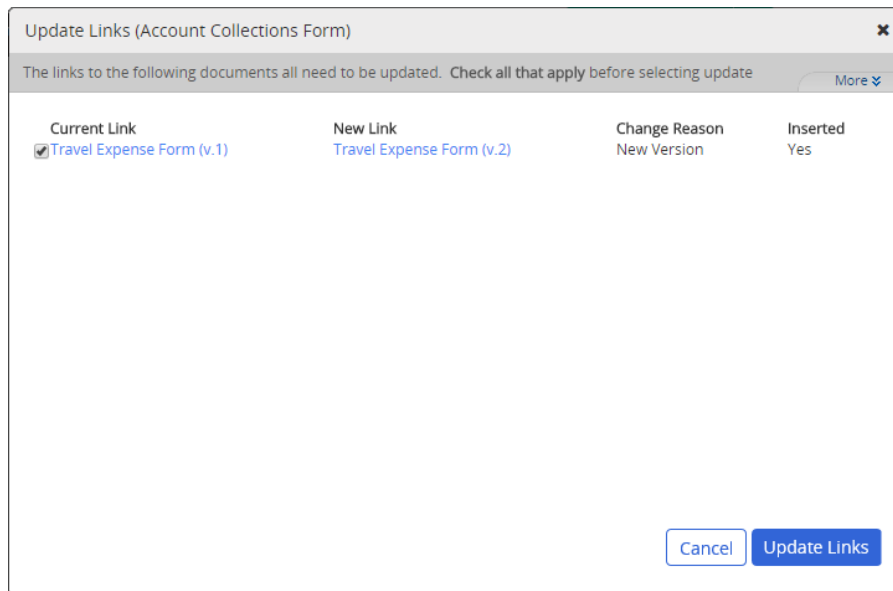 Update Links (Account Collections Form)
The links to the following documents all need to be updated. Check all that apply before selecting update
More
Current Link New Link Change Reason Inserted
Travel Expense Form (v.1) Travel Expense Form (v.2) New Version Yes
Cancel Update Links